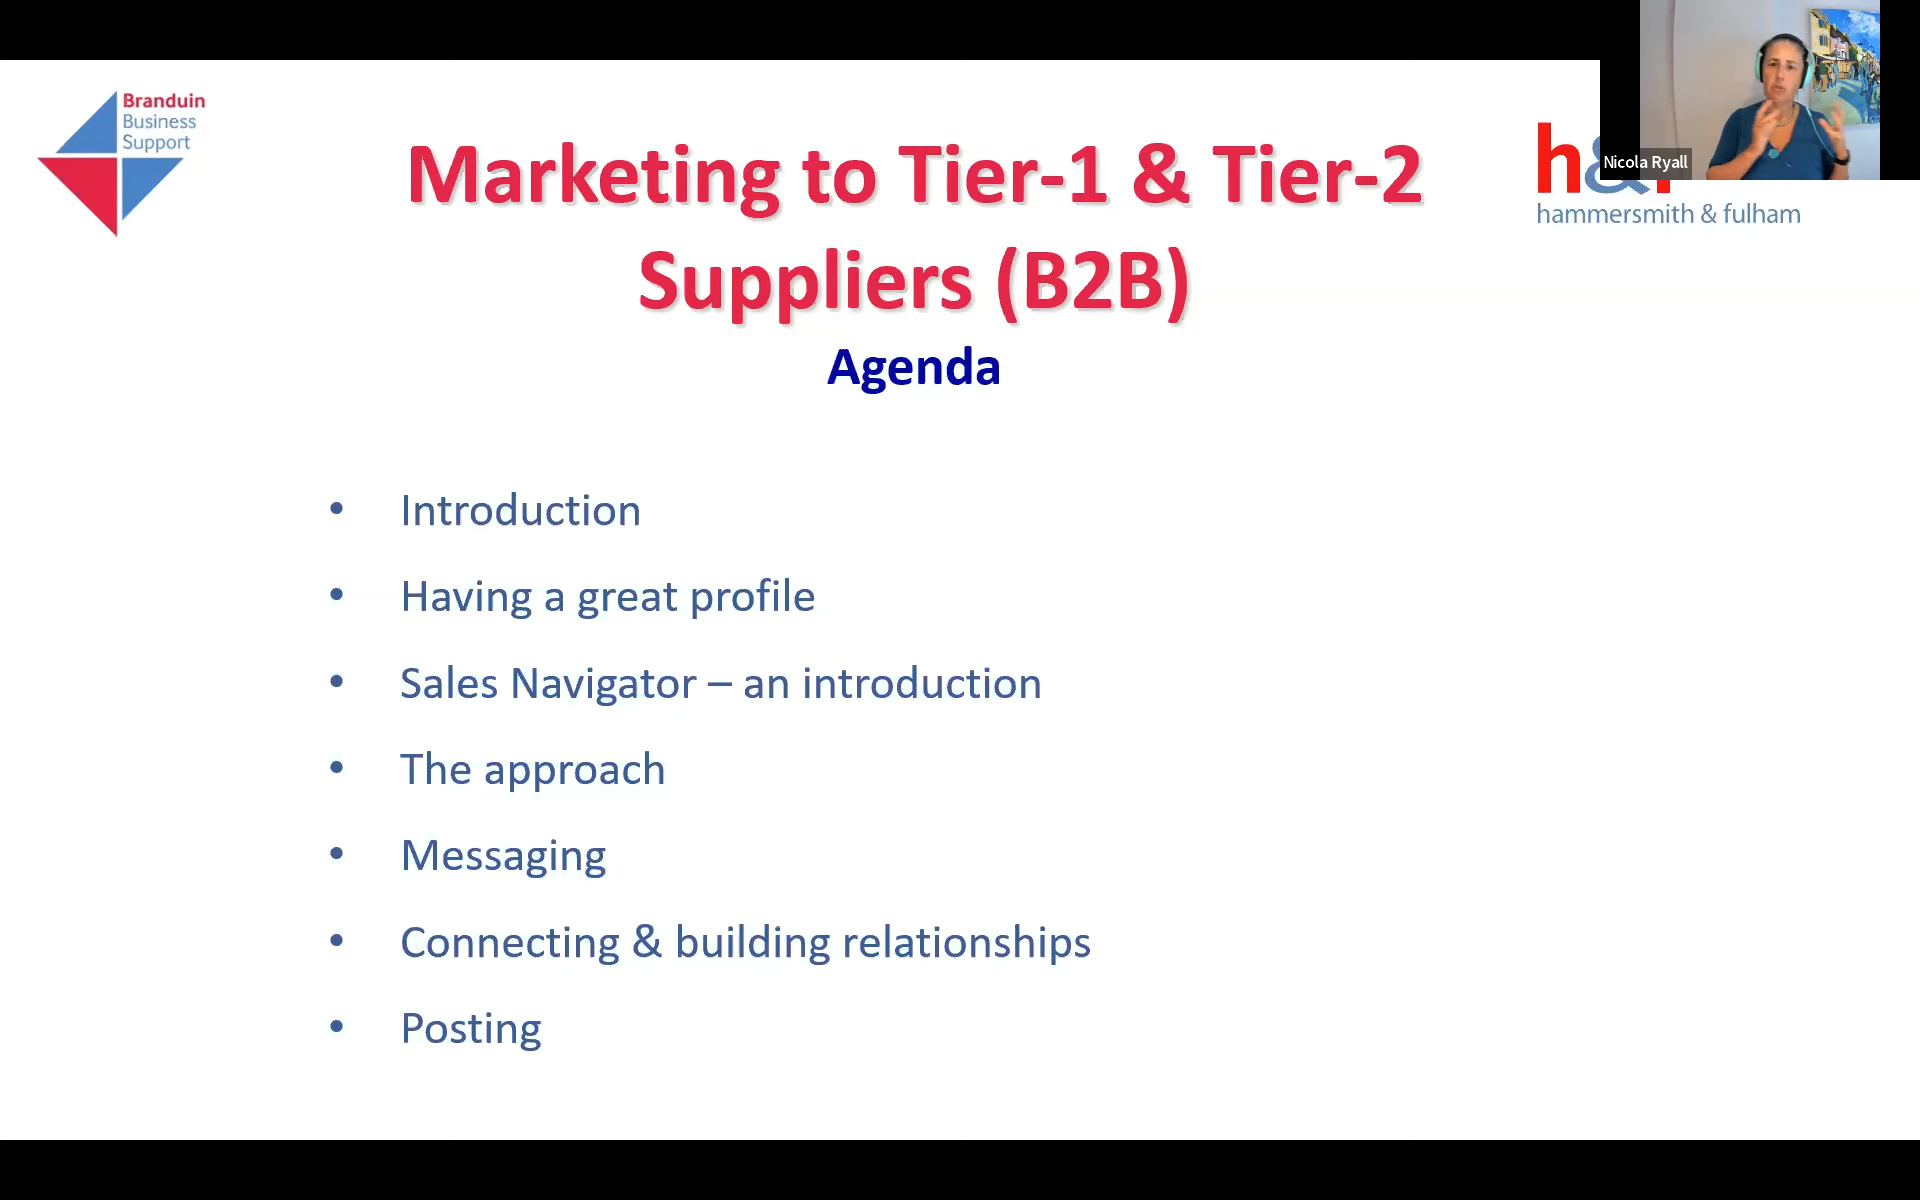 Branduin
Business
Support
Marketing to Tier-1 & Tier-2
Suppliers (B2B)
Agenda
h&f
Nicola Ryall
hammersmith & fulham
• Introduction
• Having a great profile
• Sales Navigator – an introduction
• The approach
• Messaging
• Connecting & building relationships
• Posting